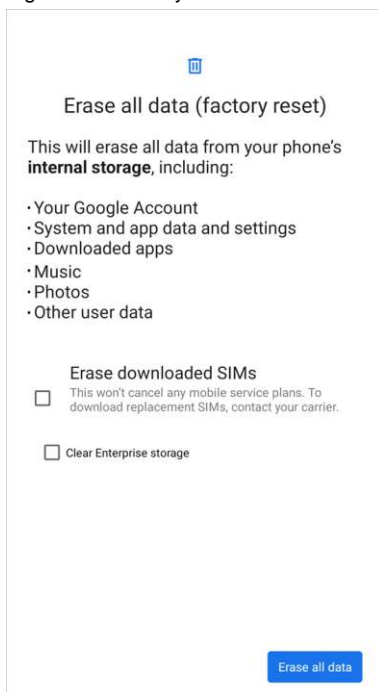 Erase all data (factory reset)
This will erase all data from your phone's
internal storage, including:
· Your Google Account
· System and app data and settings
· Downloaded apps
· Music
· Photos
· Other user data
Erase downloaded SIMs
This won't cancel any mobile service plans. To
download replacement SIMs, contact your carrier.
Clear Enterprise storage
Erase all data